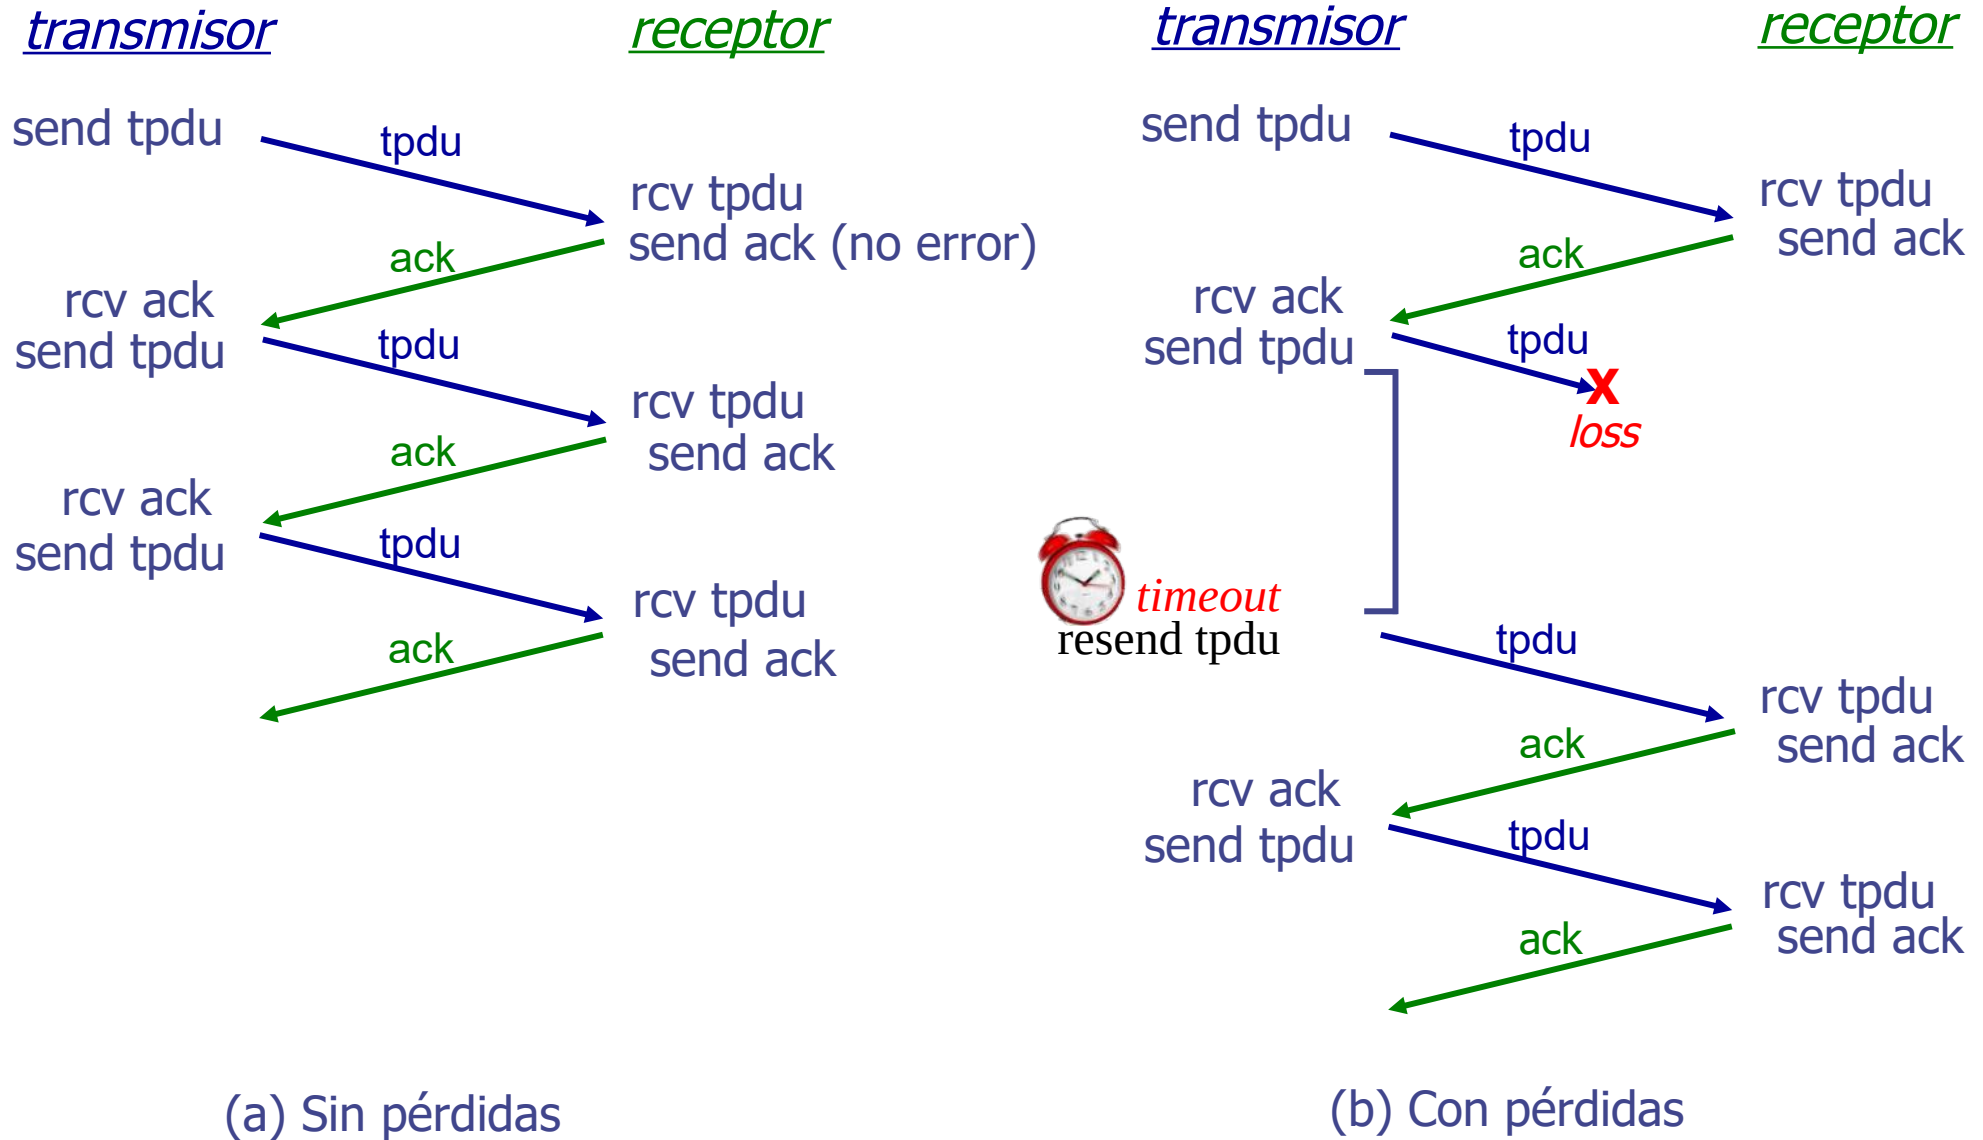 transmisor
receptor
send tpdu
tpdu
rcv tpdu
send ack (no error)
ack
rcv ack
send tpdu
tpdu
rcv tpdu
send ack
ack
rcv ack
send tpdu
tpdu
rcv tpdu
send ack
ack
(a) Sin pérdidas
transmisor
receptor
send tpdu
tpdu
rcv tpdu
send ack
ack
rcv ack
send tpdu
tpdu
X
loss
timeout
resend tpdu
tpdu
rcv tpdu
send ack
ack
rcv ack
send tpdu
tpdu
rcv tpdu
send ack
ack
(b) Con pérdidas